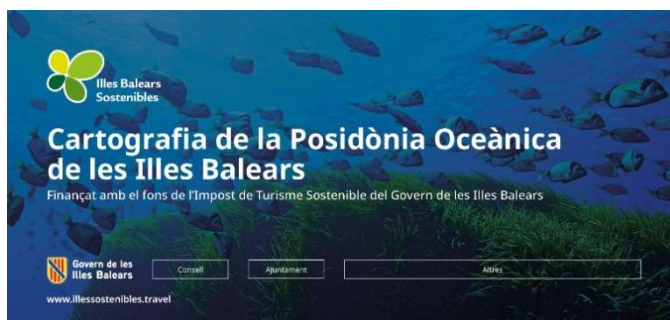 Illes Balears
Sostenibles
Cartografia de la Posidònia Oceànica
de les Illes Balears
Finançat amb el fons de l'Impost de Turisme Sostenible del Govern de les Illes Balears
Govern de les
Illes Balears
Consell
Ajuntament
Altres
www.illessostenibles.travel